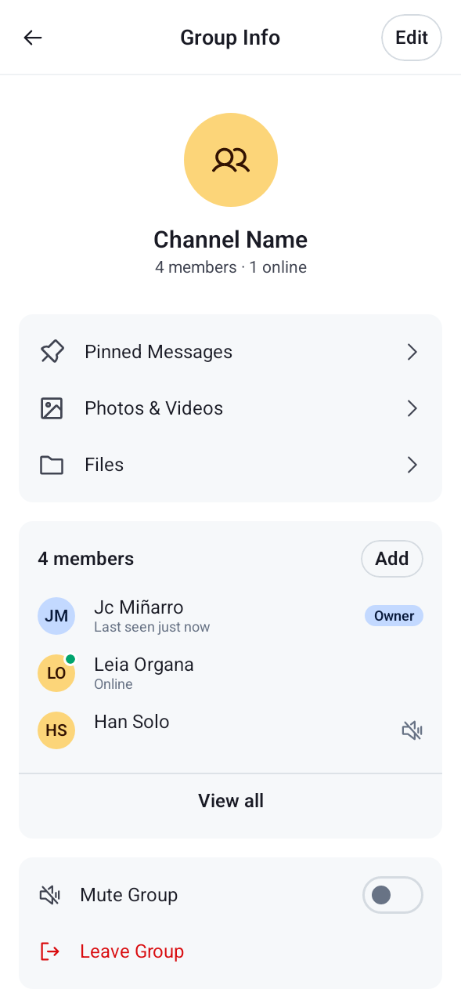 Group Info
Edit
Channel Name
4 members · 1 online
Pinned Messages
Photos & Videos
Files
4 members
Add
JM
Jc Miñarro
Owner
Last seen just now
LO
Leia Organa
Online
HS
Han Solo
View all
Mute Group
Leave Group